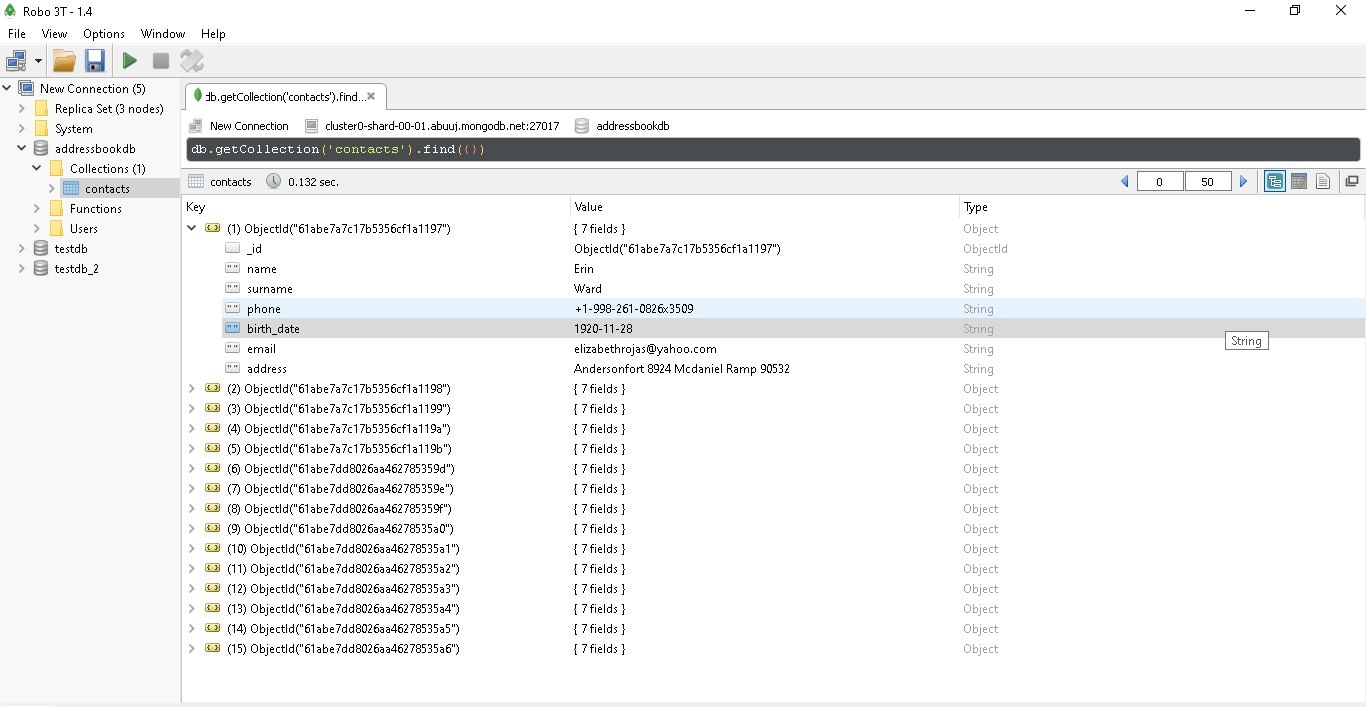 Robo 3T - 1.4
File View Options Window Help
New Connection (5)
Replica Set (3 nodes)
System
addressbookdb
Collections (1)
contacts
Functions
Users
testdb
testdb_2
db.getCollection('contacts').find...
New Connection cluster0-shard-00-01.abuuj.mongodb.net:27017 addressbookdb
db.getCollection('contacts').find({})
contacts 0.132 sec. 0 50
Key Value Type
(1) ObjectId("61abe7a7c17b5356cf1a1197") { 7 fields } Object
_id ObjectId("61abe7a7c17b5356cf1a1197") ObjectId
name Erin String
surname Ward String
phone +1-998-261-0826x3509 String
birth_date 1920-11-28 String
String
email elizabethrojas@yahoo.com String
address Andersonfort 8924 Mcdaniel Ramp 90532 String
(2) ObjectId("61abe7a7c17b5356cf1a1198") { 7 fields } Object
(3) ObjectId("61abe7a7c17b5356cf1a1199") { 7 fields } Object
(4) ObjectId("61abe7a7c17b5356cf1a119a") { 7 fields } Object
(5) ObjectId("61abe7a7c17b5356cf1a119b") { 7 fields } Object
(6) ObjectId("61abe7dd8026aa462785359d") { 7 fields } Object
(7) ObjectId("61abe7dd8026aa462785359e") { 7 fields } Object
(8) ObjectId("61abe7dd8026aa462785359f") { 7 fields } Object
(9) ObjectId("61abe7dd8026aa46278535a0") { 7 fields } Object
(10) ObjectId("61abe7dd8026aa46278535a1") { 7 fields } Object
(11) ObjectId("61abe7dd8026aa46278535a2") { 7 fields } Object
(12) ObjectId("61abe7dd8026aa46278535a3") { 7 fields } Object
(13) ObjectId("61abe7dd8026aa46278535a4") { 7 fields } Object
(14) ObjectId("61abe7dd8026aa46278535a5") { 7 fields } Object
(15) ObjectId("61abe7dd8026aa46278535a6") { 7 fields } Object